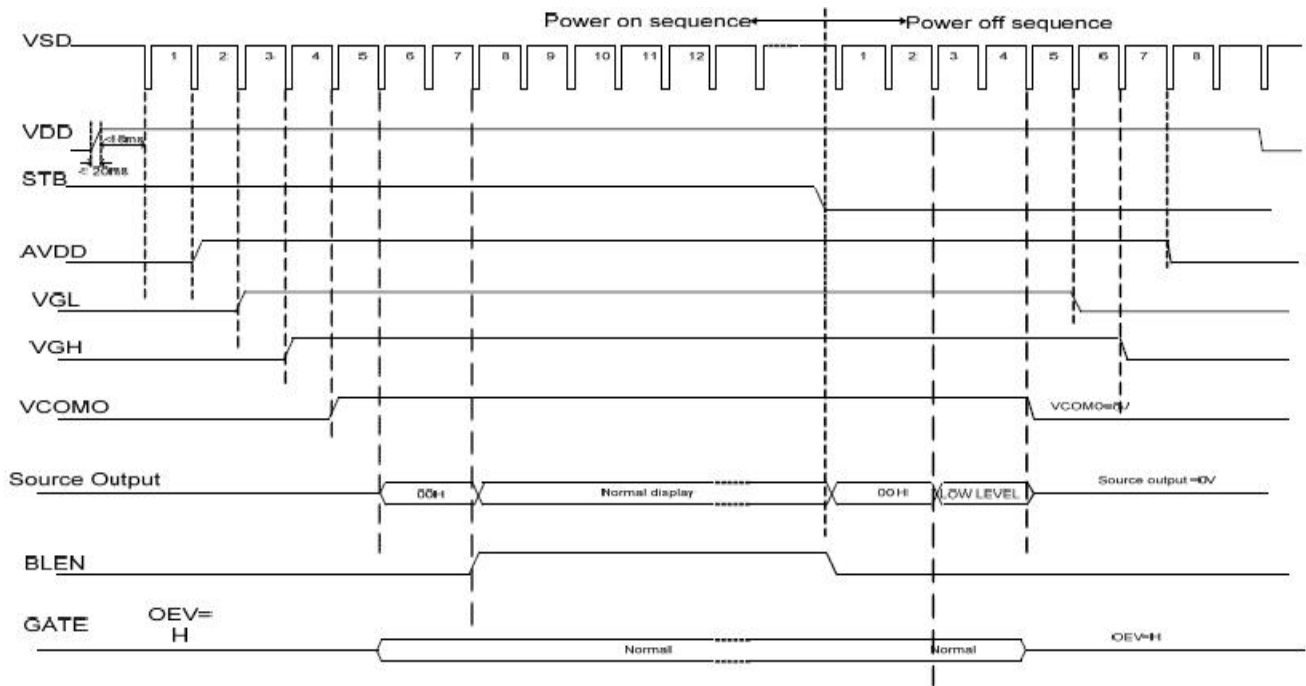 Power on sequence
Power off sequence
VSD
1 2 3 4 5 6 7 8 9 10 11 12 1 2 3 4 5 6 7 8
VDD
<18ms
≤ 20ms
STB
AVDD
VGL
VGH
VCOMO
Source Output
00H
Normal display
00H
LOW LEVEL
Source output =0V
BLEN
GATE
OEV=
H
Normal
Normal
OEV=H